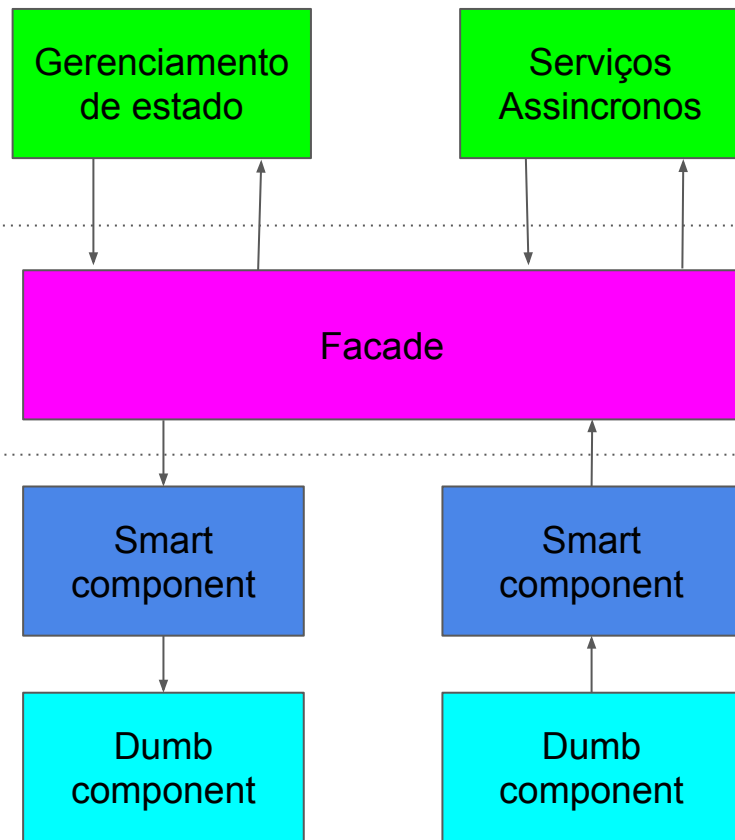 Gerenciamento
de estado
Serviços
Assincronos
Facade
Smart
component
Smart
component
Dumb
component
Dumb
component